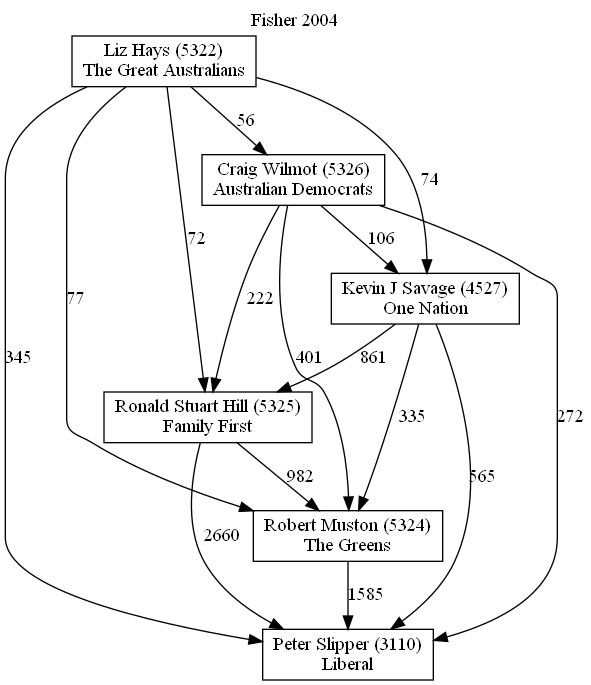 Fisher 2004
Liz Hays (5322)
The Great Australians
56
Craig Wilmot (5326)
Australian Democrats
74
72
106
Kevin J Savage (4527)
One Nation
77
222
345
401
861
Ronald Stuart Hill (5325)
Family First
335
272
982
565
2660
Robert Muston (5324)
The Greens
1585
Peter Slipper (3110)
Liberal